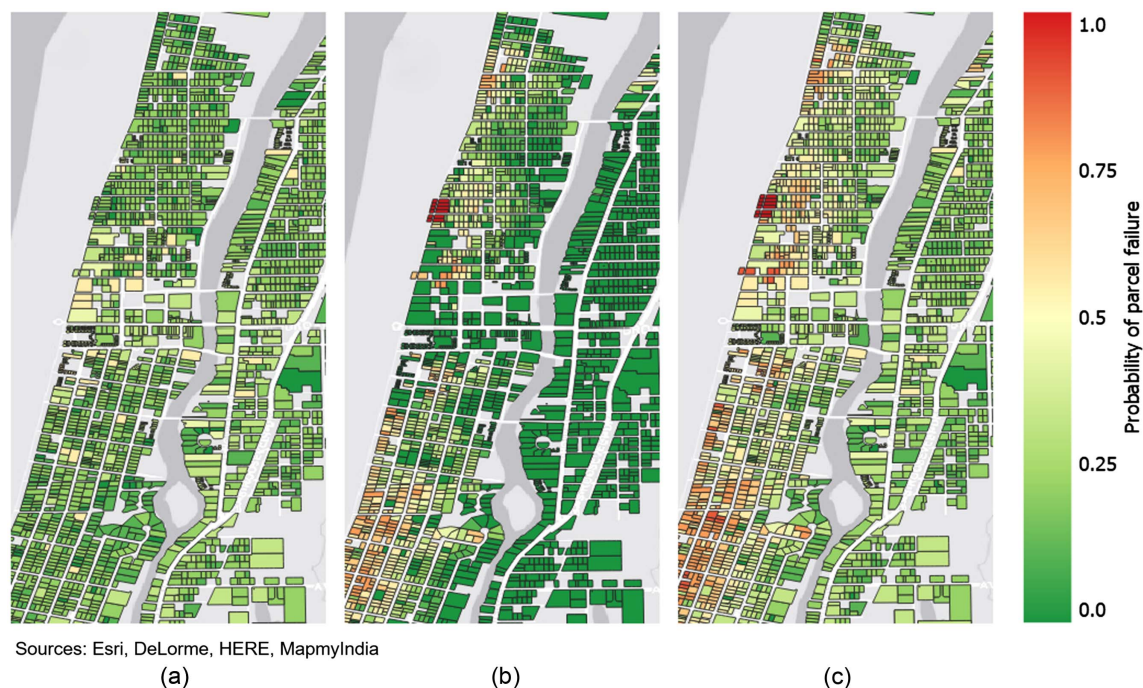 1.0
0.75
0.5
0.25
0.0
Probability of parcel failure
Sources: Esri, DeLorme, HERE, MapmyIndia
(a) (b) (c)